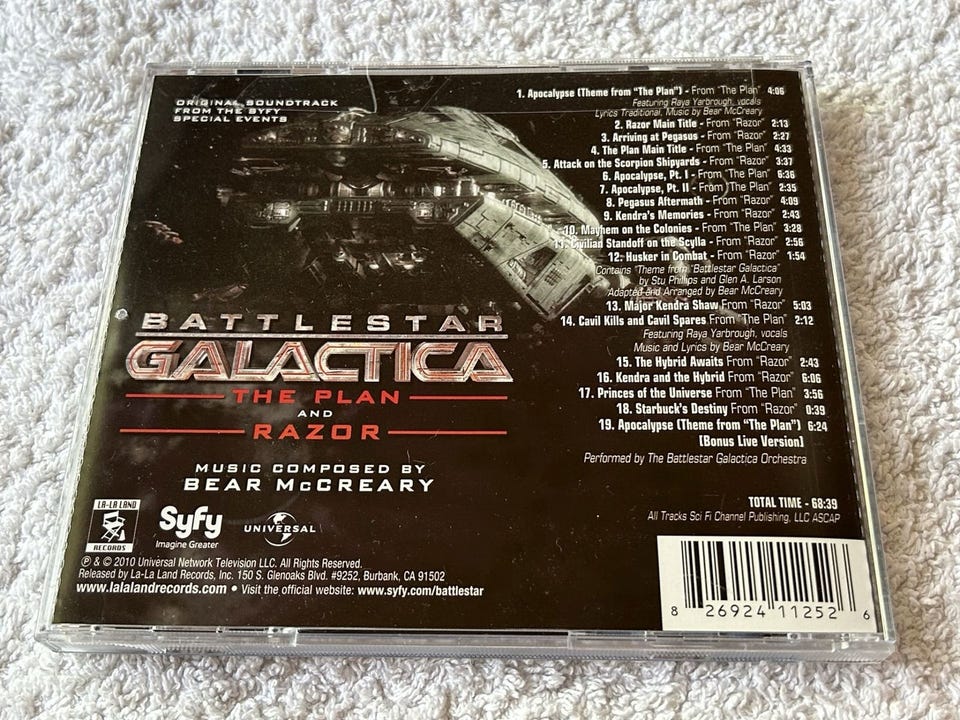 ORIGINAL SOUNDTRACK
FROM THE SYFY
SPECIAL EVENTS
1. Apocalypse (Theme from "The Plan") - From "The Plan" 4:06
Featuring Raya Yarbrough, vocals
Lyrics Traditional, Music by Bear McCreary
2. Razor Main Title - From "Razor" 2:13
3. Arriving at Pegasus - From "Razor" 2:27
4. The Plan Main Title - From "The Plan" 4:33
5. Attack on the Scorpion Shipyards - From "Razor" 3:37
6. Apocalypse, Pt. I - From "The Plan" 6:36
7. Apocalypse, Pt. II - From "The Plan" 2:35
8. Pegasus Aftermath - From "Razor" 4:09
9. Kendra's Memories - From "Razor" 2:43
10. Mayhem on the Colonies - From "The Plan" 3:28
11. Civilian Standoff on the Scylla - From "Razor" 2:56
12. Husker in Combat - From "Razor" 1:54
Contains "Theme from "Battlestar Galactica"
by Stu Phillips and Glen A. Larson
Adapted and Arranged by Bear McCreary
13. Major Kendra Shaw From "Razor" 5:03
14. Cavil Kills and Cavil Spares From "The Plan" 2:12
Featuring Raya Yarbrough, vocals
Music and Lyrics by Bear McCreary
15. The Hybrid Awaits From "Razor" 2:43
16. Kendra and the Hybrid From "Razor" 6:06
17. Princes of the Universe From "The Plan" 3:56
18. Starbuck's Destiny From "Razor" 0:39
19. Apocalypse (Theme from "The Plan") 6:24
[Bonus Live Version]
Performed by The Battlestar Galactica Orchestra
BATTLESTAR
GALACTICA
THE PLAN
AND
RAZOR
MUSIC COMPOSED BY
BEAR McCREARY
TOTAL TIME - 68:39
All Tracks Sci Fi Channel Publishing, LLC ASCAP
LA-LA LAND
RECORDS
Syfy
Imagine Greater
UNIVERSAL
℗ & © 2010 Universal Network Television LLC. All Rights Reserved.
Released by La-La Land Records, Inc. 150 S. Glenoaks Blvd. #9252, Burbank, CA 91502
www.lalalandrecords.com • Visit the official website: www.syfy.com/battlestar
8 26924 11252 6